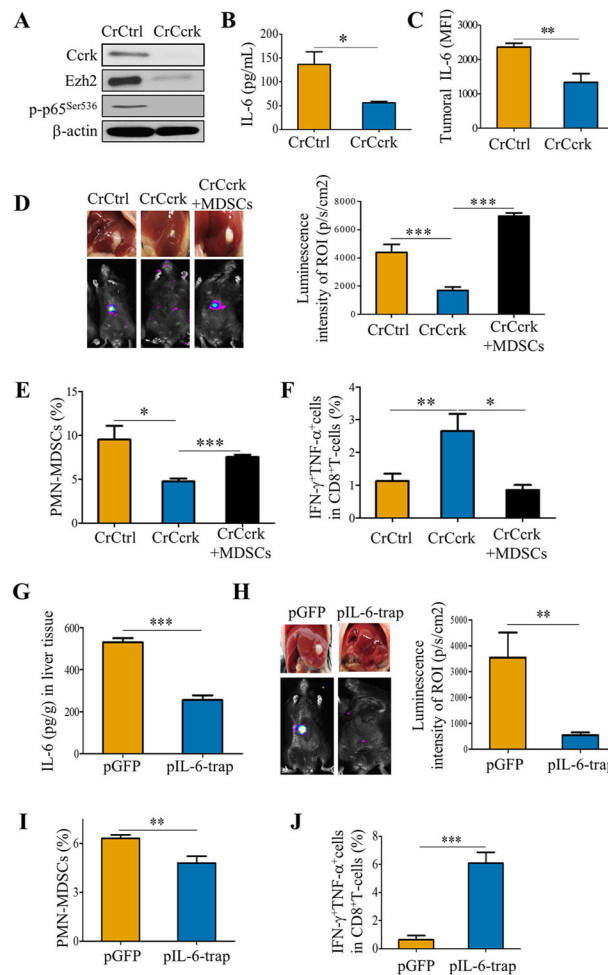 A
CrCtrl CrCcrk
Ccrk
Ezh2
p-p65Ser536
β-actin
B
IL-6 (pg/mL)
200
150
100
50
0
*
CrCtrl
CrCcrk
C
Tumoral IL-6 (MFI)
3000
2000
1000
0
**
CrCtrl CrCcrk
D
CrCtrl CrCcrk CrCcrk
+MDSCs
Luminescence
intensity of ROI (p/s/cm2)
8000
6000
4000
2000
0
***
***
CrCtrl CrCcrk CrCcrk
+MDSCs
E
PMN-MDSCs (%)
15
10
5
0
*
***
CrCtrl CrCcrk CrCcrk
+MDSCs
F
IFN-γ+TNF-α+cells
in CD8+T-cells (%)
4
3
2
1
0
**
*
CrCtrl CrCcrk CrCcrk
+MDSCs
G
IL-6 (pg/g) in liver tissue
600
400
200
0
***
pGFP pIL-6-trap
H
pGFP pIL-6-trap
Luminescence
intensity of ROI (p/s/cm2)
5000
4000
3000
2000
1000
0
**
pGFP pIL-6-trap
I
PMN-MDSCs (%)
6
3
0
**
pGFP pIL-6-trap
J
IFN-γ+TNF-α+cells
in CD8+T-cells (%)
8
6
4
2
0
***
pGFP pIL-6-trap